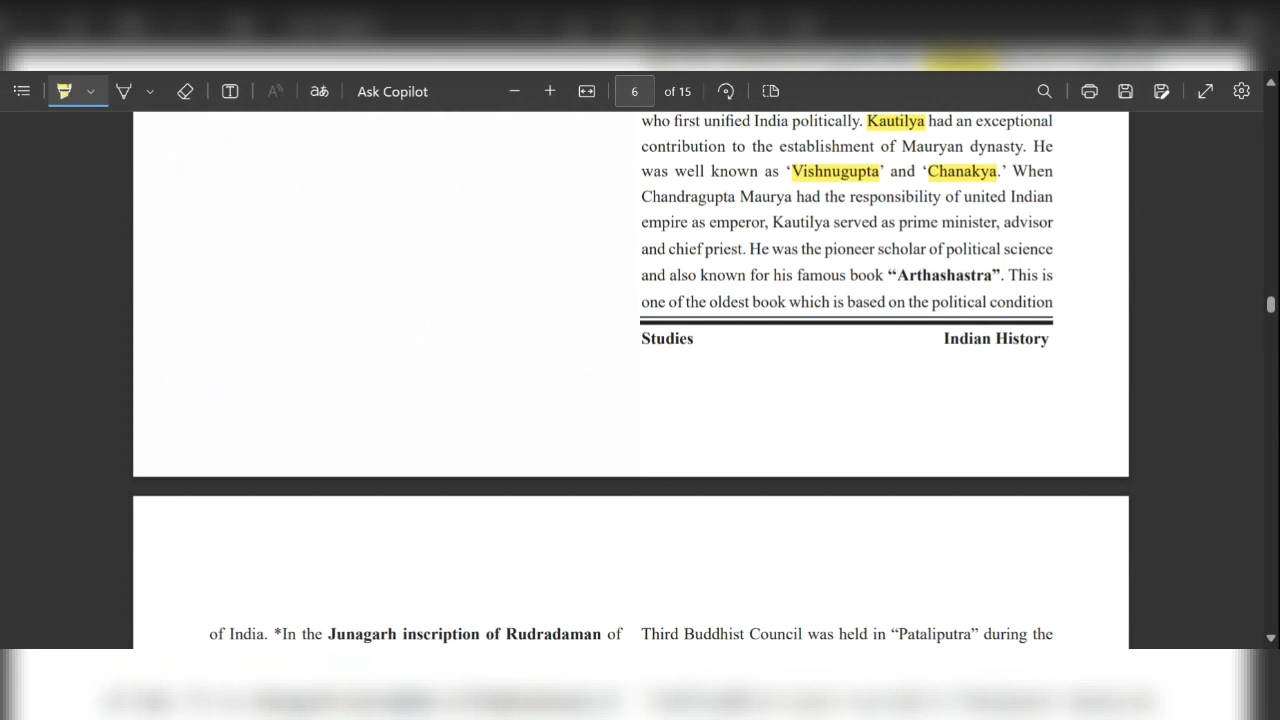 Ask Copilot
6 of 15
who first unified India politically. Kautilya had an exceptional
contribution to the establishment of Mauryan dynasty. He
was well known as ‘Vishnugupta’ and ‘Chanakya.’ When
Chandragupta Maurya had the responsibility of united Indian
empire as emperor, Kautilya served as prime minister, advisor
and chief priest. He was the pioneer scholar of political science
and also known for his famous book “Arthashastra”. This is
one of the oldest book which is based on the political condition
Studies Indian History
of India. *In the Junagarh inscription of Rudradaman of
Third Buddhist Council was held in “Pataliputra” during the